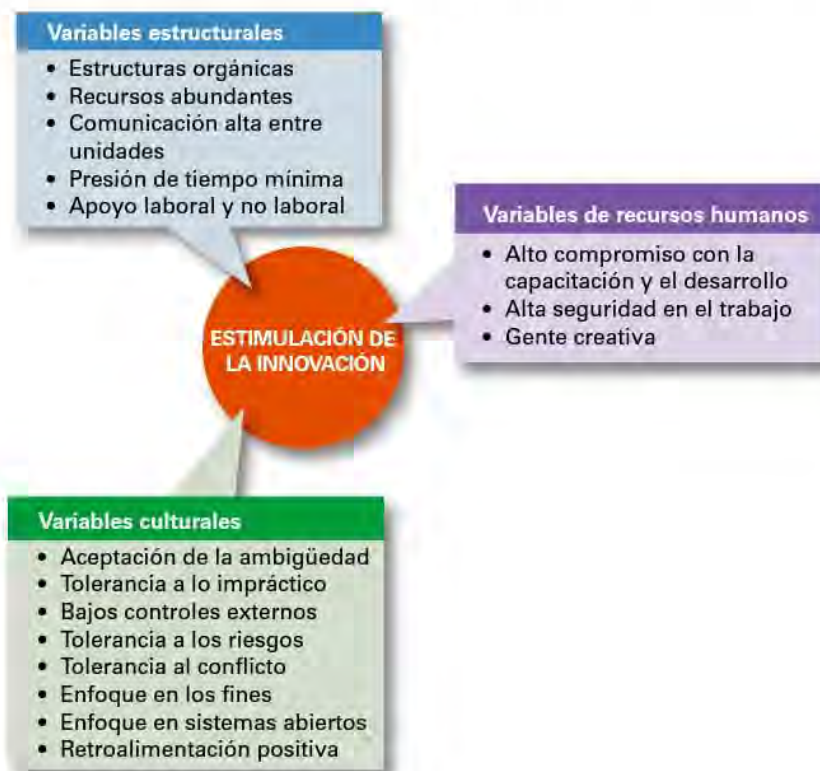 Variables estructurales
• Estructuras orgánicas
• Recursos abundantes
• Comunicación alta entre
unidades
• Presión de tiempo mínima
• Apoyo laboral y no laboral
Variables de recursos humanos
• Alto compromiso con la
capacitación y el desarrollo
• Alta seguridad en el trabajo
• Gente creativa
ESTIMULACIÓN DE
LA INNOVACIÓN
Variables culturales
• Aceptación de la ambigüedad
• Tolerancia a lo impráctico
• Bajos controles externos
• Tolerancia a los riesgos
• Tolerancia al conflicto
• Enfoque en los fines
• Enfoque en sistemas abiertos
• Retroalimentación positiva